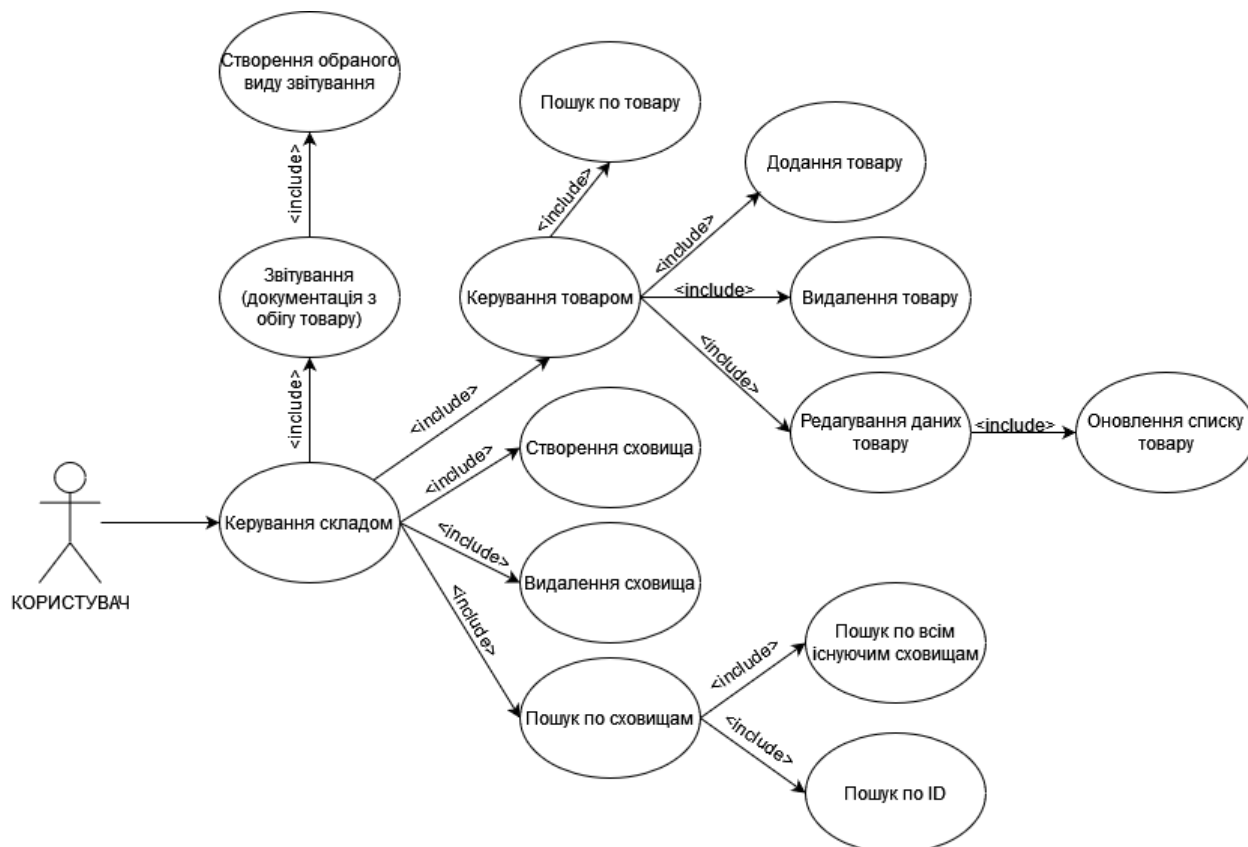 Створення обраного
виду звітування
<include>
Звітування
(документація з
обігу товару)
<include>
Пошук по товару
<include>
Додання товару
<include>
Керування товаром
<include>
Видалення товару
<include>
Редагування даних
товару
<include>
Оновлення списку
товару
<include>
Створення сховища
<include>
КОРИСТУВАЧ
Керування складом
<include>
Видалення сховища
<include>
Пошук по сховищам
<include>
Пошук по всім
існуючим сховищам
<include>
Пошук по ID